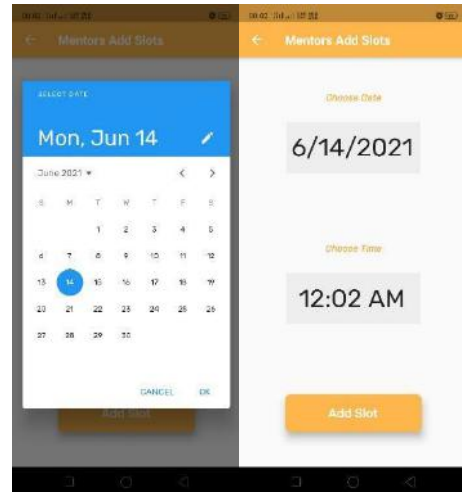 Mentors Add Slots
SELECT DATE
Mon, Jun 14
June 2021
S M T W T F S
1 2 3 4 5
6 7 8 9 10 11 12
13 14 15 16 17 18 19
20 21 22 23 24 25 26
27 28 29 30
CANCEL OK
Add Slot
Mentors Add Slots
Choose Date
6/14/2021
Choose Time
12:02 AM
Add Slot